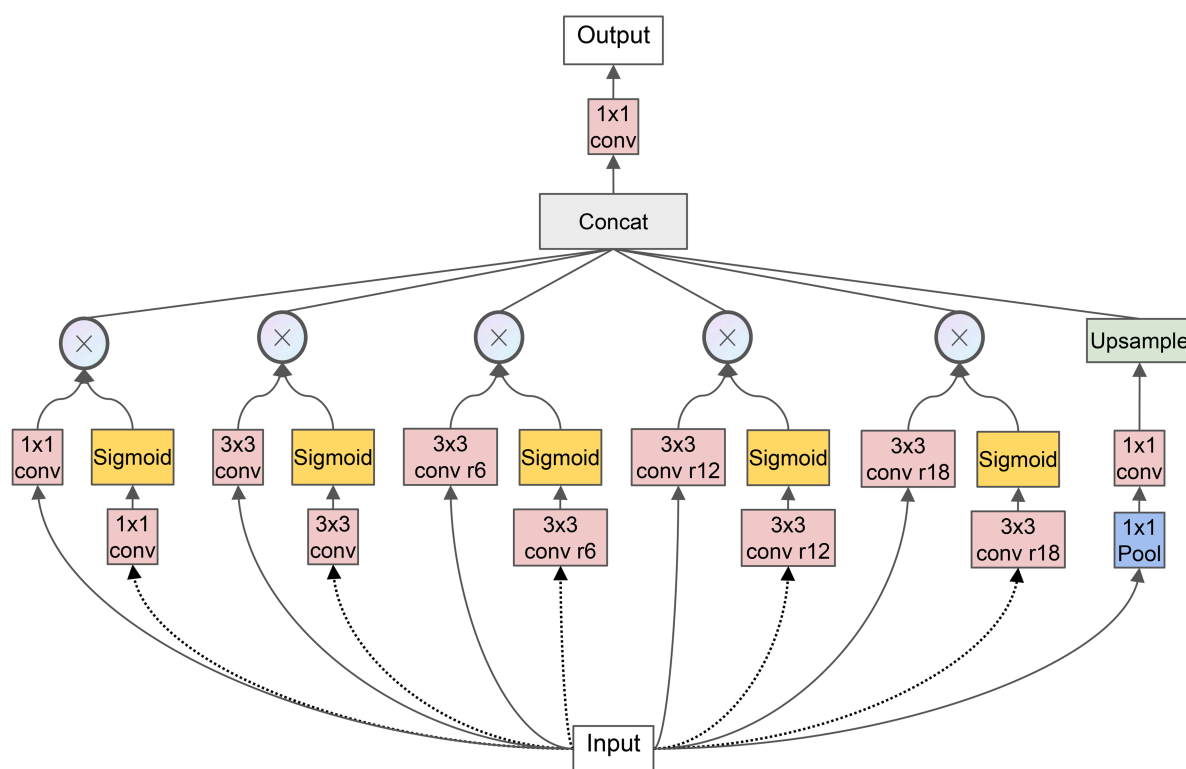 Output
1x1
conv
Concat
Upsample
1x1
conv
Sigmoid
3x3
conv
Sigmoid
3x3
conv r6
Sigmoid
3x3
conv r12
Sigmoid
3x3
conv r18
Sigmoid
1x1
conv
1x1
conv
3x3
conv
3x3
conv r6
3x3
conv r12
3x3
conv r18
1x1
Pool
Input